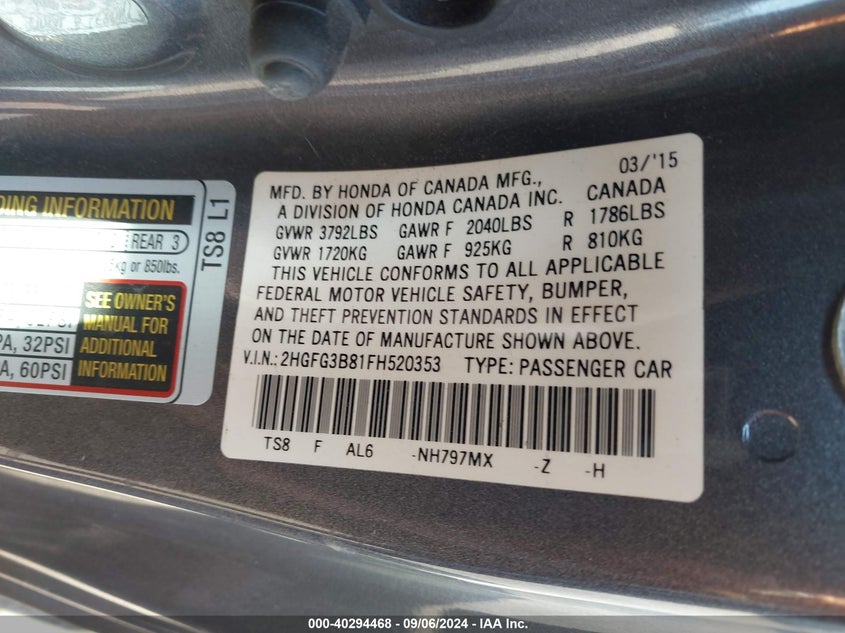 DING INFORMATION
REAR 3
kg or 850lbs.
SEE OWNER'S
MANUAL FOR
ADDITIONAL
INFORMATION
PA, 32PSI
A, 60PSI
TS8 L1
03/'15
MFD. BY HONDA OF CANADA MFG., CANADA
A DIVISION OF HONDA CANADA INC.
GVWR 3792LBS GAWR F 2040LBS R 1786LBS
GVWR 1720KG GAWR F 925KG R 810KG
THIS VEHICLE CONFORMS TO ALL APPLICABLE
FEDERAL MOTOR VEHICLE SAFETY, BUMPER,
AND THEFT PREVENTION STANDARDS IN EFFECT
ON THE DATE OF MANUFACTURE SHOWN ABOVE.
V.I.N.: 2HGFG3B81FH520353 TYPE: PASSENGER CAR
TS8 F AL6 -NH797MX -Z -H
000-40294468 - 09/06/2024 - IAA Inc.